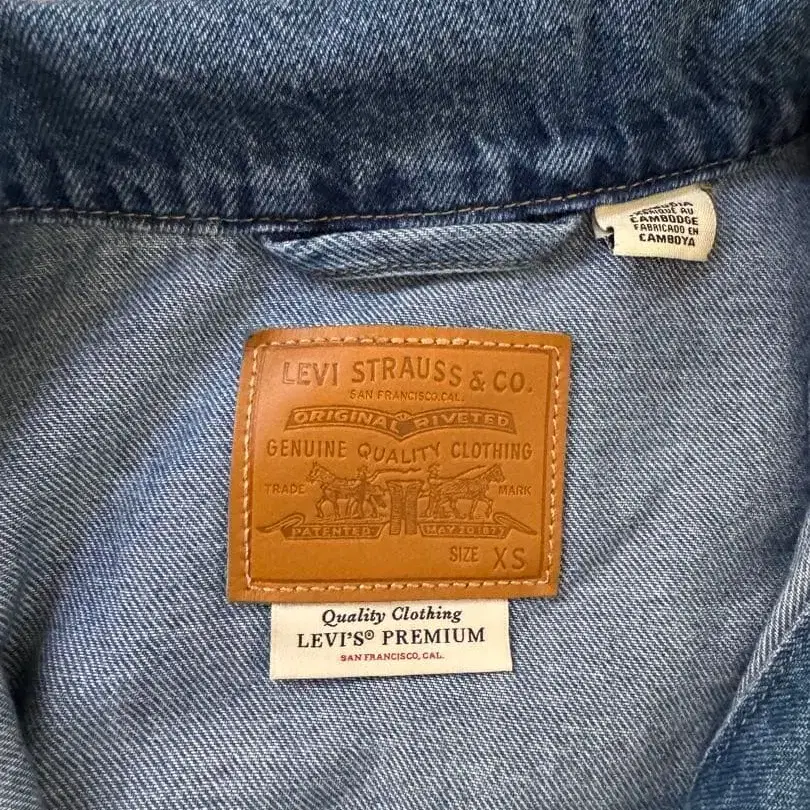 FABRIQUÉ AU
CAMBODGE
FABRICADO EN
CAMBOYA
LEVI STRAUSS & CO.
SAN FRANCISCO, CAL.
ORIGINAL RIVETED
GENUINE QUALITY CLOTHING
TRADE MARK
PATENTED MAY 20 1873
SIZE XS
Quality Clothing
LEVI'S® PREMIUM
SAN FRANCISCO, CAL.